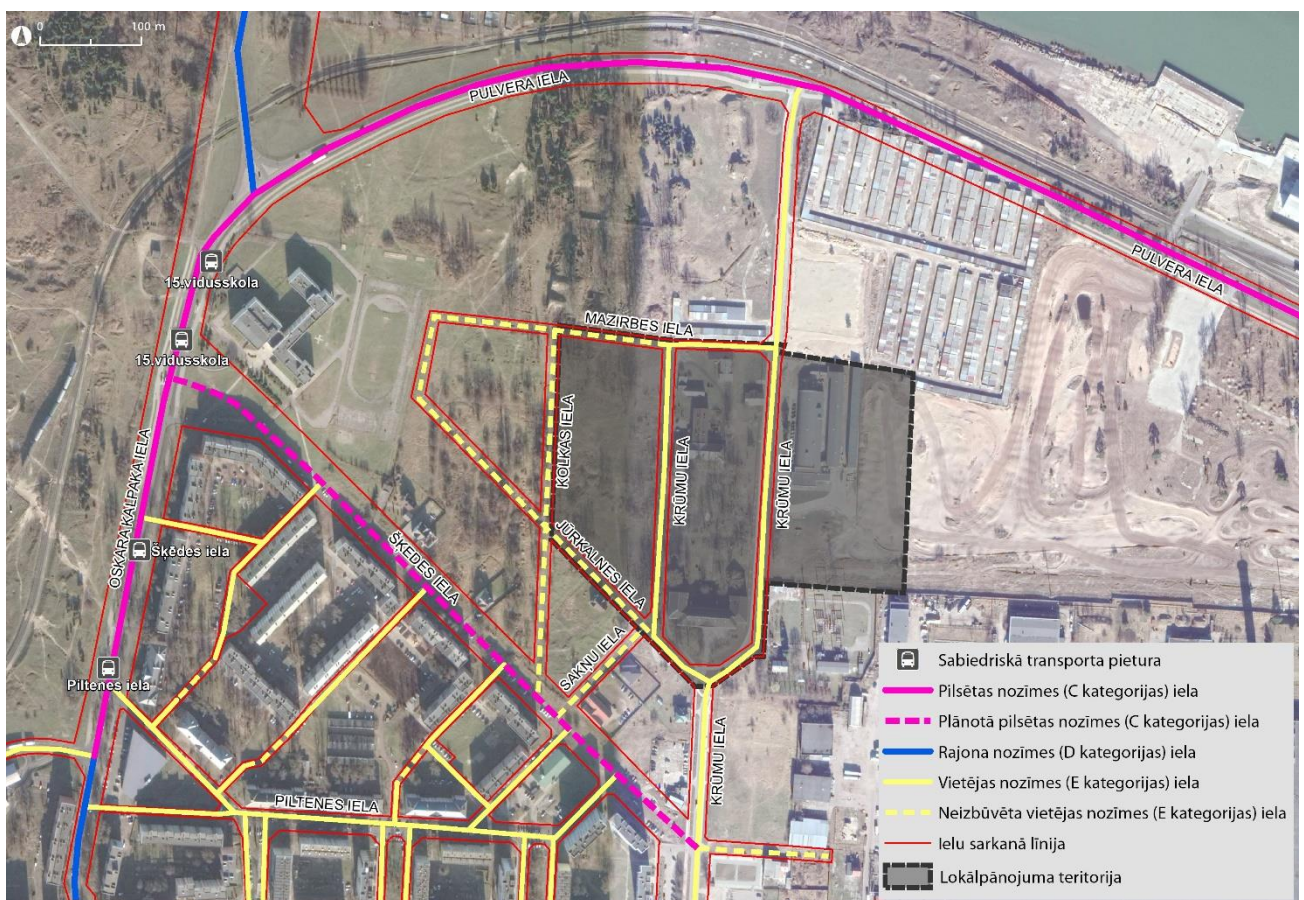 0 100 m
PULVERA IELA
15.vidusskola
PULVERA IELA
MAZIRBES IELA
15.vidusskola
KOLKAS IELA
KRŪMU IELA
KRŪMU IELA
OSKARA KALPAKA IELA
Šķēdes iela
ŠĶĒDES IELA
JŪRKALNES IELA
SAKŅU IELA
Piltenes iela
KRŪMU IELA
PILTENES IELA
Sabiedriskā transporta pietura
Pilsētas nozīmes (C kategorijas) iela
Plānotā pilsētas nozīmes (C kategorijas) iela
Rajona nozīmes (D kategorijas) iela
Vietējas nozīmes (E kategorijas) iela
Neizbūvēta vietējas nozīmes (E kategorijas) iela
Ielu sarkanā līnija
Lokālpānojuma teritorija